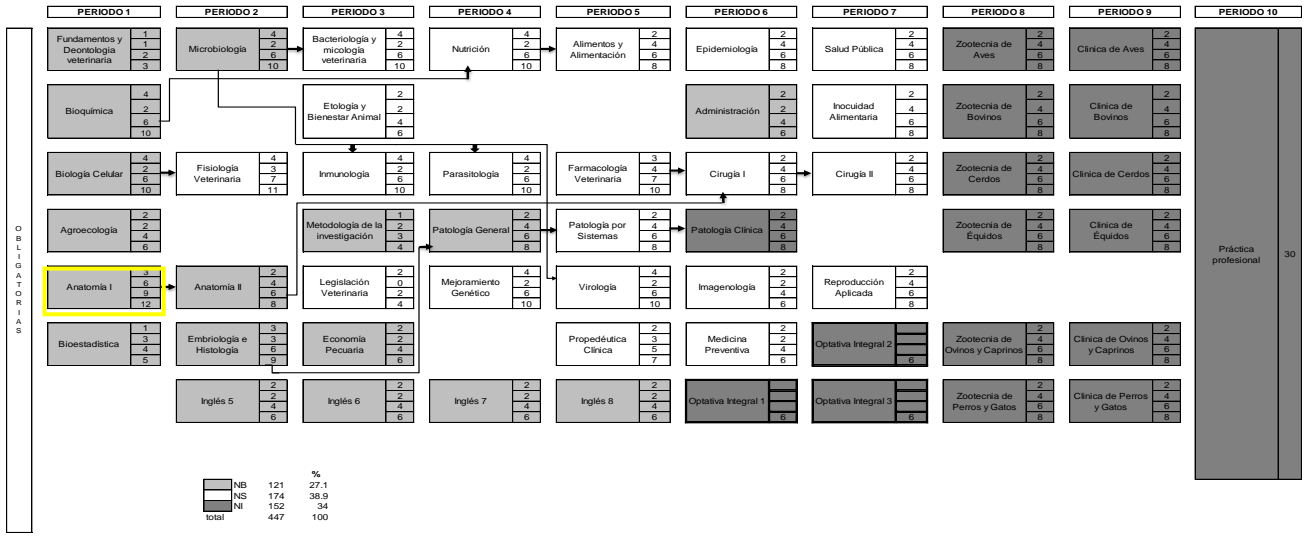 PERIODO 1 PERIODO 2 PERIODO 3 PERIODO 4 PERIODO 5 PERIODO 6 PERIODO 7 PERIODO 8 PERIODO 9 PERIODO 10
OBLIGATORIAS
Fundamentos y Deontología veterinaria 1 1 2 3
Microbiología 4 2 6 10
Bacteriología y micología veterinaria 4 2 6 10
Nutrición 4 2 6 10
Alimentos y Alimentación 2 4 6 8
Epidemiología 2 4 6 8
Salud Pública 2 4 6 8
Zootecnia de Aves 2 4 6 8
Clinica de Aves 2 4 6 8
Práctica profesional 30
Bioquímica 4 2 6 10
Etología y Bienestar Animal 2 2 4 6
Administración 2 2 4 6
Inocuidad Alimentaria 2 4 6 8
Zootecnia de Bovinos 2 4 6 8
Clínica de Bovinos 2 4 6 8
Biología Celular 4 2 6 10
Fisiología Veterinaria 4 3 7 11
Inmunología 4 2 6 10
Parasitología 4 2 6 10
Farmacología Veterinaria 3 4 7 10
Cirugía I 2 4 6 8
Cirugía II 2 4 6 8
Zootecnia de Cerdos 2 4 6 8
Clinica de Cerdos 2 4 6 8
Agroecología 2 2 4 6
Metodología de la investigación 1 2 3 4
Patología General 2 4 6 8
Patología por Sistemas 2 4 6 8
Patología Clínica 2 4 6 8
Zootecnia de Équidos 2 4 6 8
Clínica de Équidos 2 4 6 8
Anatomía I 3 6 9 12
Anatomía II 2 4 6 8
Legislación Veterinaria 2 0 2 4
Mejoramiento Genético 4 2 6 10
Virología 4 2 6 10
Imagenología 2 4 6 8
Reproducción Aplicada 2 4 6 8
Bioestadística 1 3 4 5
Embriología e Histología 3 3 6 9
Economía Pecuaria 2 2 4 6
Propedéutica Clínica 2 3 5 7
Medicina Preventiva 2 2 4 6
Optativa Integral 2 6
Zootecnia de Ovinos y Caprinos 2 4 6 8
Clínica de Ovinos y Caprinos 2 4 6 8
Inglés 5 2 2 4 6
Inglés 6 2 2 4 6
Inglés 7 2 2 4 6
Inglés 8 2 2 4 6
Optativa Integral 1 6
Optativa Integral 3 6
Zootecnia de Perros y Gatos 2 4 6 8
Clínica de Perros y Gatos 2 4 6 8
%
NB 121 27.1
NS 174 38.9
NI 152 34
total 447 100